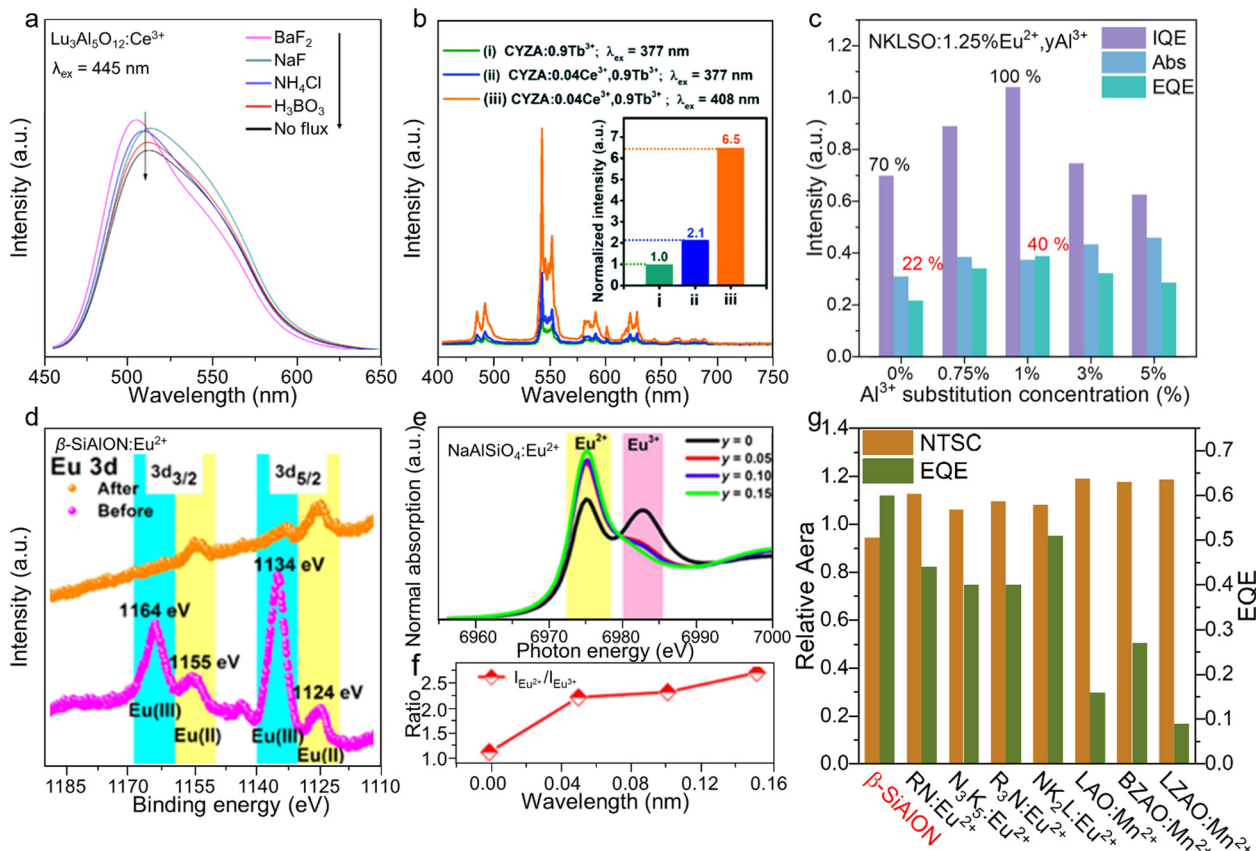 a
Lu₃Al₅O₁₂:Ce³⁺
λex = 445 nm
BaF₂
NaF
NH₄Cl
H₃BO₃
No flux
Intensity (a.u.)
450 500 550 600 650
Wavelength (nm)
b
(i) CYZA:0.9Tb³⁺; λex = 377 nm
(ii) CYZA:0.04Ce³⁺,0.9Tb³⁺; λex = 377 nm
(iii) CYZA:0.04Ce³⁺,0.9Tb³⁺; λex = 408 nm
Normalized intensity (a.u.)
7
6
5
4
3
2
1
0
1.0
2.1
6.5
i ii iii
Intensity (a.u.)
400 450 500 550 600 650 700 750
Wavelength (nm)
c
NKLSO:1.25%Eu²⁺,yAl³⁺
IQE
Abs
EQE
100 %
70 %
22 %
40 %
Intensity (a.u.)
1.2
1.0
0.8
0.6
0.4
0.2
0.0
0% 0.75% 1% 3% 5%
Al³⁺ substitution concentration (%)
d
β-SiAlON:Eu²⁺
Eu 3d
3d3/2
3d5/2
After
Before
1134 eV
1164 eV
1155 eV
1124 eV
Eu(III)
Eu(II)
Eu(III)
Eu(II)
Intensity (a.u.)
1185 1160 1135 1110
Binding energy (eV)
e
NaAlSiO₄:Eu²⁺
Eu²⁺
Eu³⁺
y = 0
y = 0.05
y = 0.10
y = 0.15
Normal absorption (a.u.)
6960 6970 6980 6990 7000
Photon energy (eV)
f
IEu²⁺/IEu³⁺
Ratio
2.5
2.0
1.5
1.0
0.00 0.04 0.08 0.12 0.16
Wavelength (nm)
g
NTSC
EQE
Relative Aera
1.4
1.2
1.0
0.8
0.6
0.4
0.2
0.0
0.7
0.6
0.5
0.4
0.3
0.2
0.1
0.0
EQE
β-SiAlON
RN:Eu²⁺
N₃K₅:Eu²⁺
R₃N:Eu²⁺
NK₂L:Eu²⁺
LAO:Mn²⁺
BZAO:Mn²⁺
LZAO:Mn²⁺